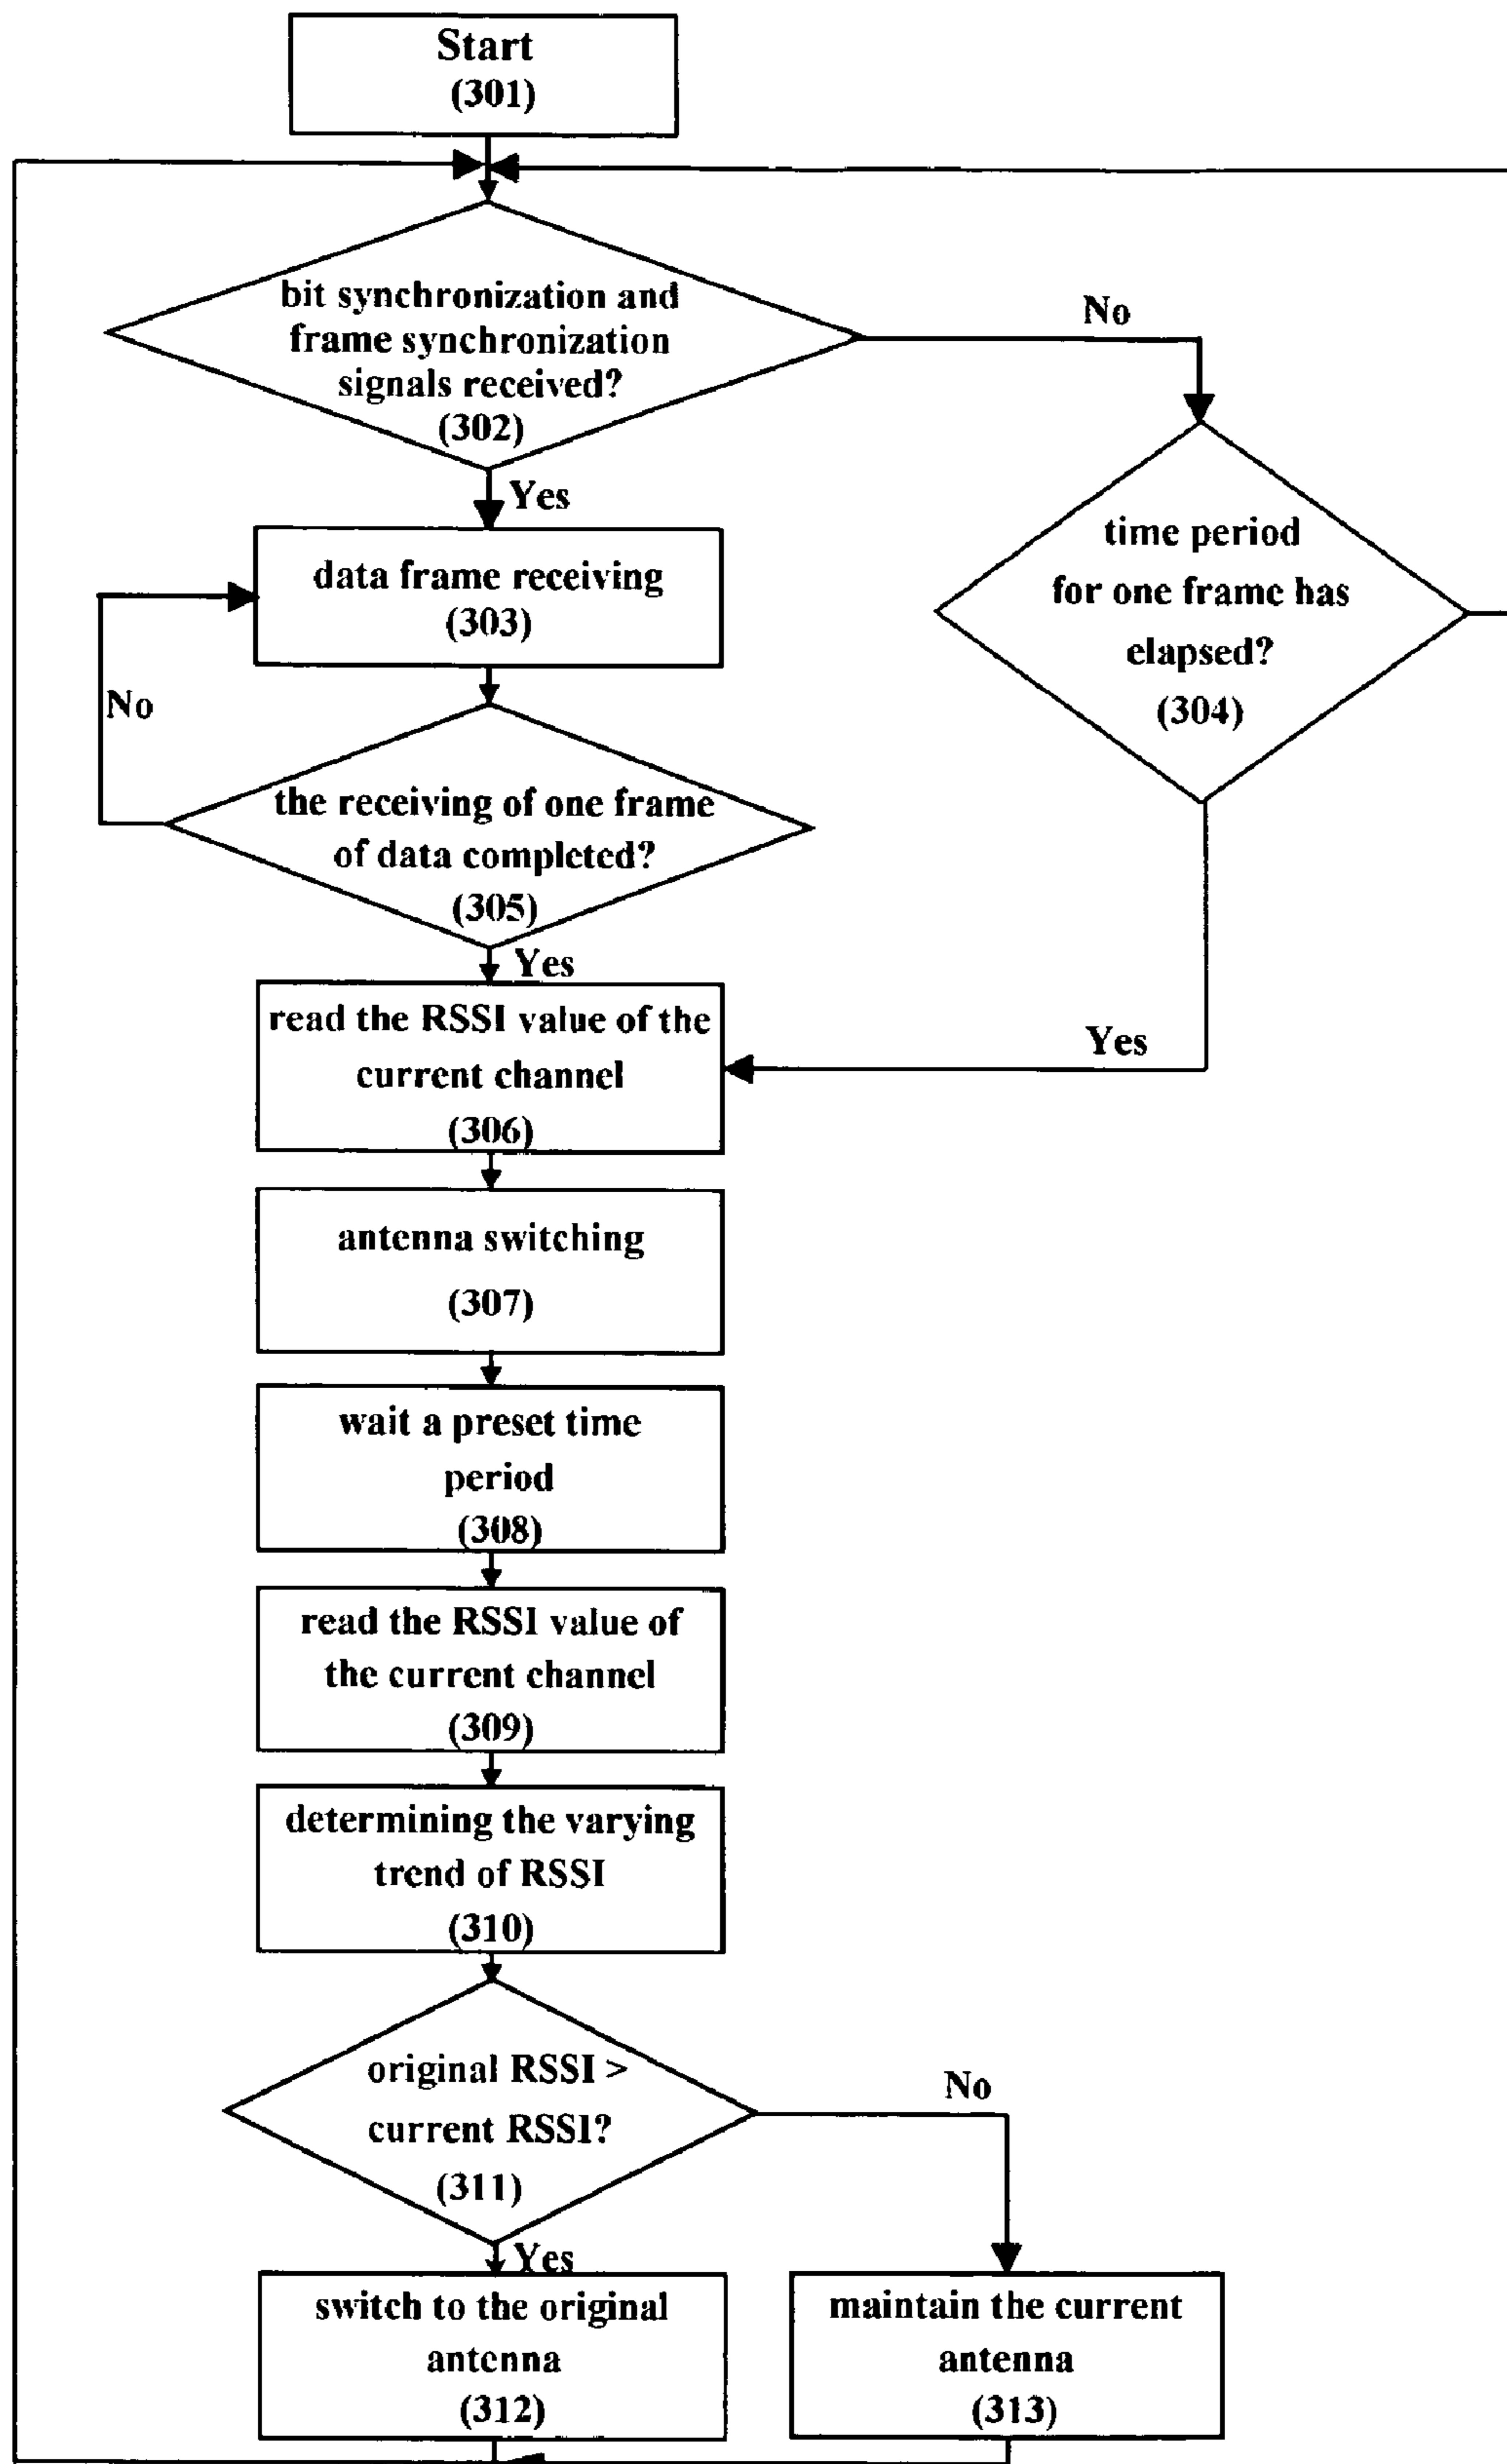 Start
(301)
bit synchronization and
frame synchronization
signals received?
(302)
No
Yes
time period
for one frame has
elapsed?
(304)
data frame receiving
(303)
No
the receiving of one frame
of data completed?
(305)
Yes
read the RSSI value of the
current channel
(306)
Yes
antenna switching
(307)
wait a preset time
period
(308)
read the RSSI value of
the current channel
(309)
determining the varying
trend of RSSI
(310)
original RSSI >
current RSSI?
(311)
No
Yes
switch to the original
antenna
(312)
maintain the current
antenna
(313)